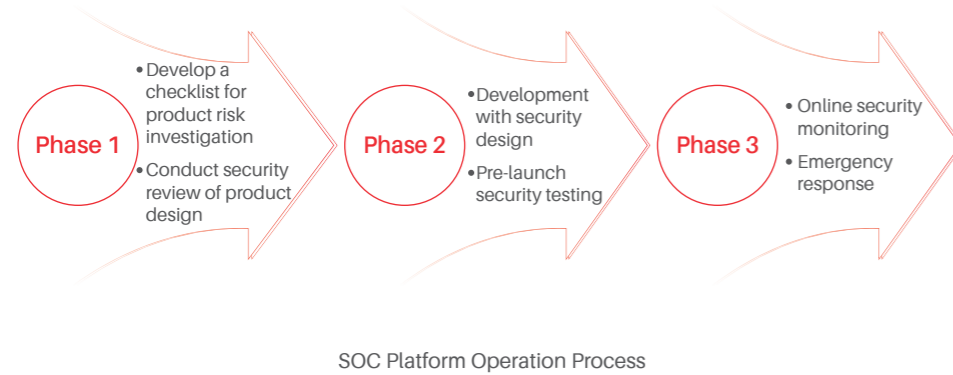 Phase 1
• Develop a
checklist for
product risk
investigation
• Conduct security
review of product
design
Phase 2
• Development
with security
design
• Pre-launch
security testing
Phase 3
• Online security
monitoring
• Emergency
response
SOC Platform Operation Process